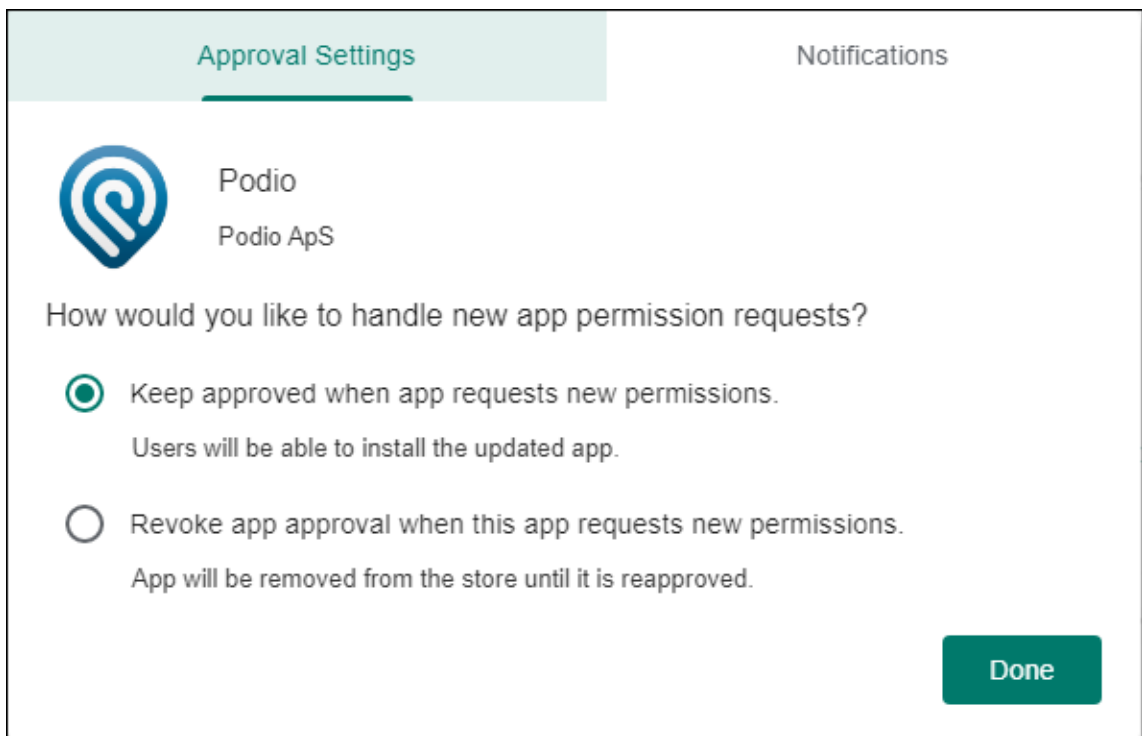 Approval Settings
Notifications
Podio
Podio ApS
How would you like to handle new app permission requests?
Keep approved when app requests new permissions.
Users will be able to install the updated app.
Revoke app approval when this app requests new permissions.
App will be removed from the store until it is reapproved.
Done